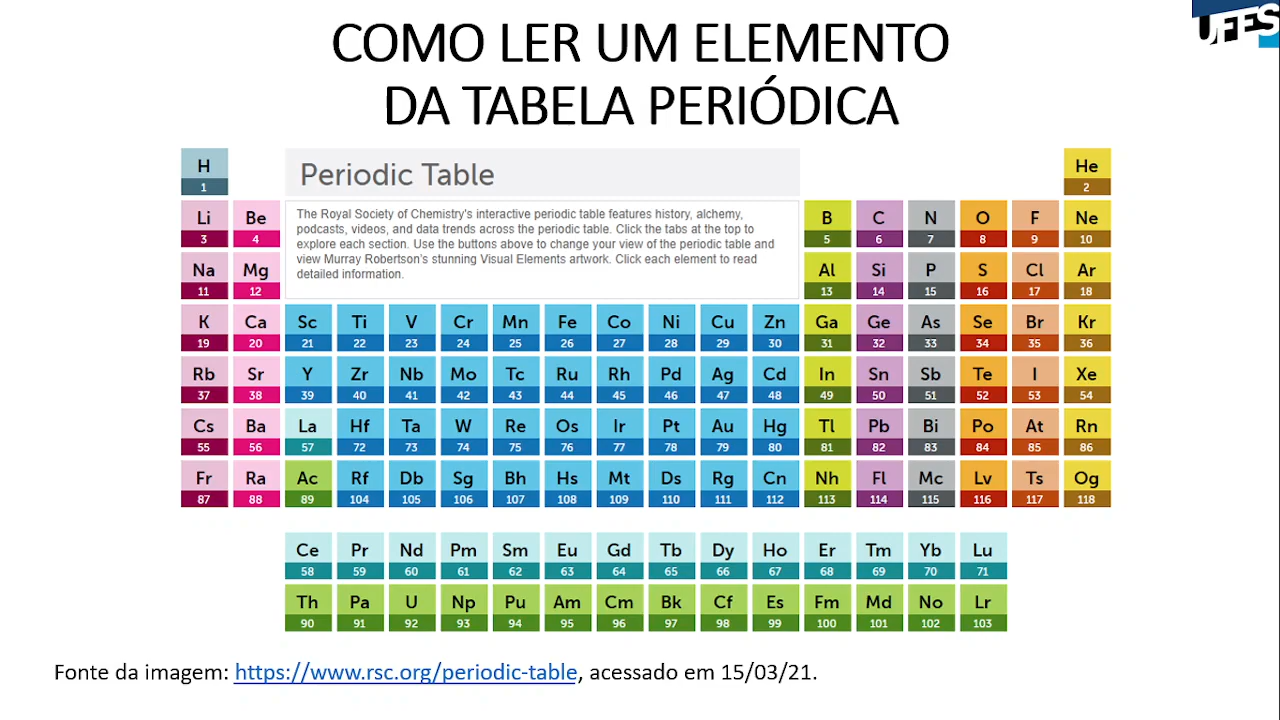 UFES
COMO LER UM ELEMENTO
DA TABELA PERIÓDICA
H
1
Periodic Table
He
2
Li Be B C N O F Ne
3 4 5 6 7 8 9 10
The Royal Society of Chemistry's interactive periodic table features history, alchemy,
podcasts, videos, and data trends across the periodic table. Click the tabs at the top to
explore each section. Use the buttons above to change your view of the periodic table and
view Murray Robertson's stunning Visual Elements artwork. Click each element to read
detailed information.
Na Mg Al Si P S Cl Ar
11 12 13 14 15 16 17 18
K Ca Sc Ti V Cr Mn Fe Co Ni Cu Zn Ga Ge As Se Br Kr
19 20 21 22 23 24 25 26 27 28 29 30 31 32 33 34 35 36
Rb Sr Y Zr Nb Mo Tc Ru Rh Pd Ag Cd In Sn Sb Te I Xe
37 38 39 40 41 42 43 44 45 46 47 48 49 50 51 52 53 54
Cs Ba La Hf Ta W Re Os Ir Pt Au Hg Tl Pb Bi Po At Rn
55 56 57 72 73 74 75 76 77 78 79 80 81 82 83 84 85 86
Fr Ra Ac Rf Db Sg Bh Hs Mt Ds Rg Cn Nh Fl Mc Lv Ts Og
87 88 89 104 105 106 107 108 109 110 111 112 113 114 115 116 117 118
Ce Pr Nd Pm Sm Eu Gd Tb Dy Ho Er Tm Yb Lu
58 59 60 61 62 63 64 65 66 67 68 69 70 71
Th Pa U Np Pu Am Cm Bk Cf Es Fm Md No Lr
90 91 92 93 94 95 96 97 98 99 100 101 102 103
Fonte da imagem: https://www.rsc.org/periodic-table, acessado em 15/03/21.